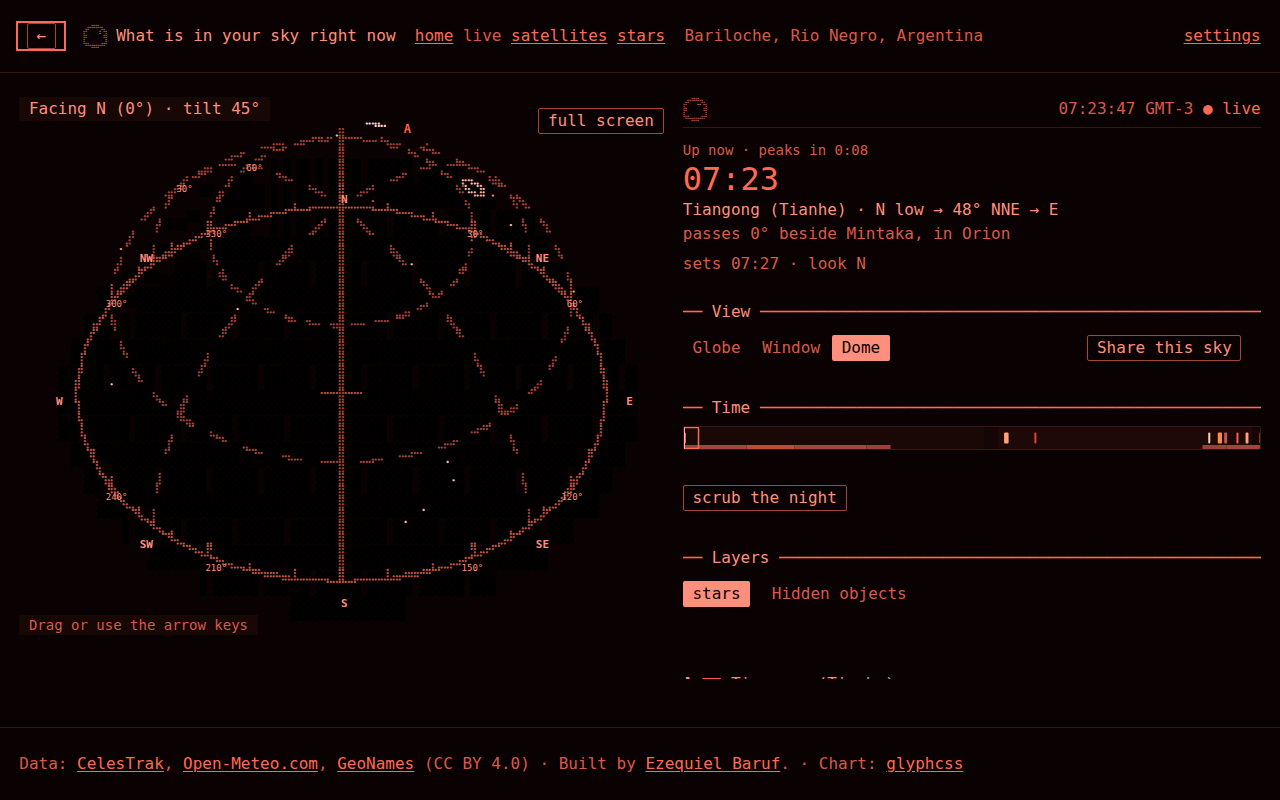 ← What is in your sky right now home live satellites stars Bariloche, Rio Negro, Argentina settings
Facing N (0°) · tilt 45°
full screen
A
60°
30°
N
330°
30°
NW
NE
300°
60°
W
E
240°
120°
SW
SE
210°
150°
S
Drag or use the arrow keys
07:23:47 GMT-3 ● live
Up now · peaks in 0:08
07:23
Tiangong (Tianhe) · N low → 48° NNE → E
passes 0° beside Mintaka, in Orion
sets 07:27 · look N
View
Globe Window Dome Share this sky
Time
scrub the night
Layers
stars Hidden objects
Data: CelesTrak, Open-Meteo.com, GeoNames (CC BY 4.0) · Built by Ezequiel Baruf. · Chart: glyphcss